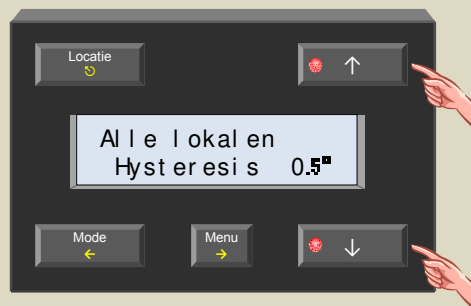 Locatie
↑
Alle lokalen
Hysteresis 0.5°
Mode
←
Menu
→
↓